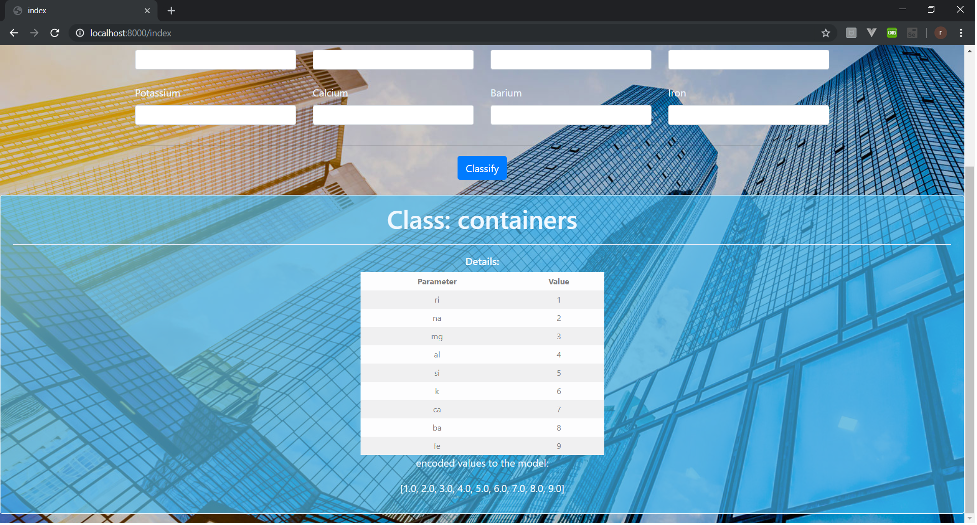 index
localhost:8000/index
Potassium Calcium Barium Iron
Classify
Class: containers
Details:
Parameter Value
ri 1
na 2
mg 3
al 4
si 5
k 6
ca 7
ba 8
fe 9
encoded values to the model:
[1.0, 2.0, 3.0, 4.0, 5.0, 6.0, 7.0, 8.0, 9.0]